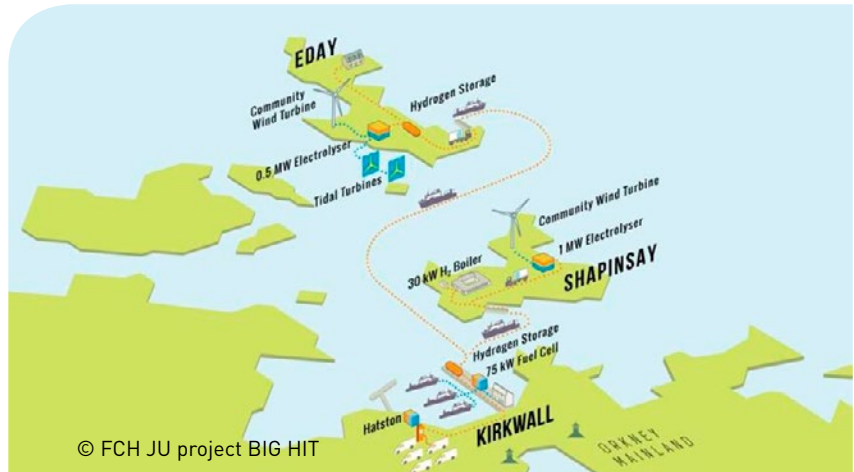 EDAY
Community
Wind Turbine
Hydrogen Storage
0.5 MW Electrolyser
Tidal Turbines
Community Wind Turbine
1 MW Electrolyser
30 kW H₂ Boiler
SHAPINSAY
Hydrogen Storage
75 kW Fuel Cell
Hatston
KIRKWALL
ORKNEY
MAINLAND
© FCH JU project BIG HIT